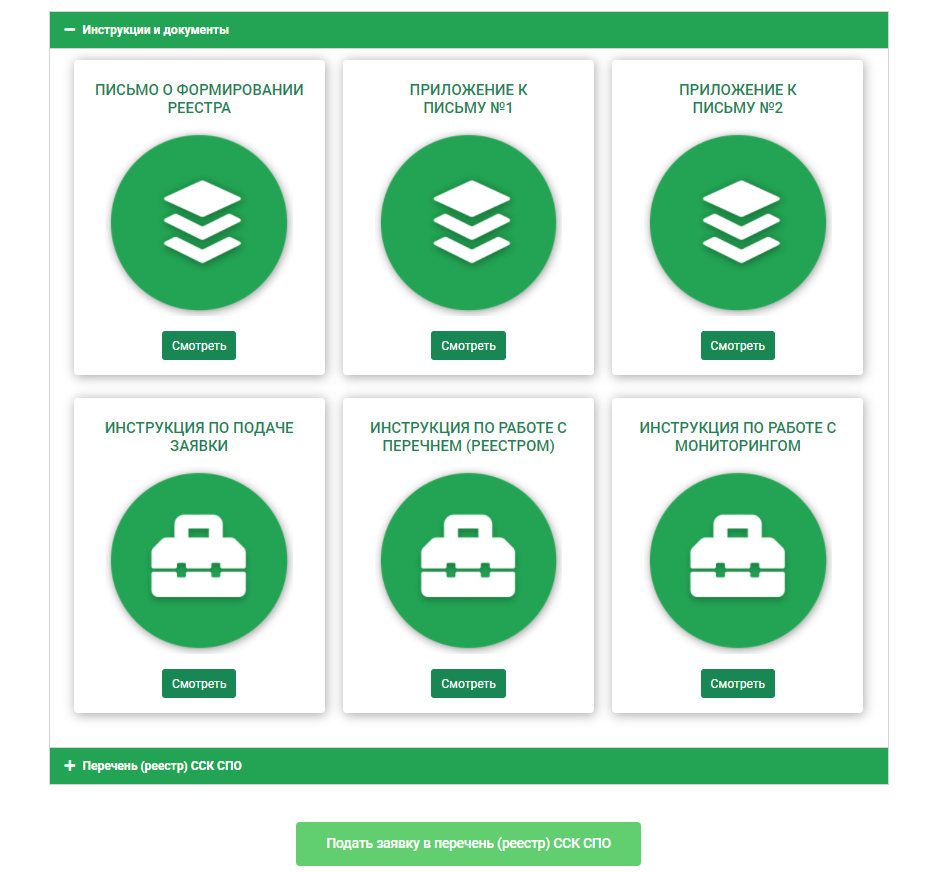 Инструкции и документы
ПИСЬМО О ФОРМИРОВАНИИ
РЕЕСТРА
ПРИЛОЖЕНИЕ К
ПИСЬМУ №1
ПРИЛОЖЕНИЕ К
ПИСЬМУ №2
Смотреть
Смотреть
Смотреть
ИНСТРУКЦИЯ ПО ПОДАЧЕ
ЗАЯВКИ
ИНСТРУКЦИЯ ПО РАБОТЕ С
ПЕРЕЧНЕМ (РЕЕСТРОМ)
ИНСТРУКЦИЯ ПО РАБОТЕ С
МОНИТОРИНГОМ
Смотреть
Смотреть
Смотреть
Перечень (реестр) ССК СПО
Подать заявку в перечень (реестр) ССК СПО